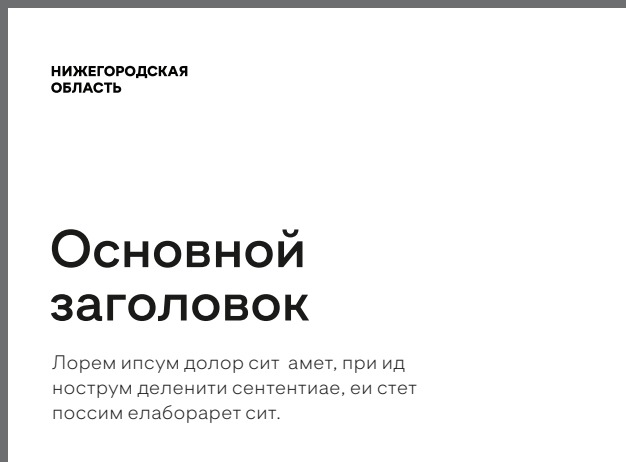 НИЖЕГОРОДСКАЯ
ОБЛАСТЬ
Основной
заголовок
Лорем ипсум долор сит  амет, при ид
нострум деленити сентентиае, еи стет
поссим елаборарет сит.